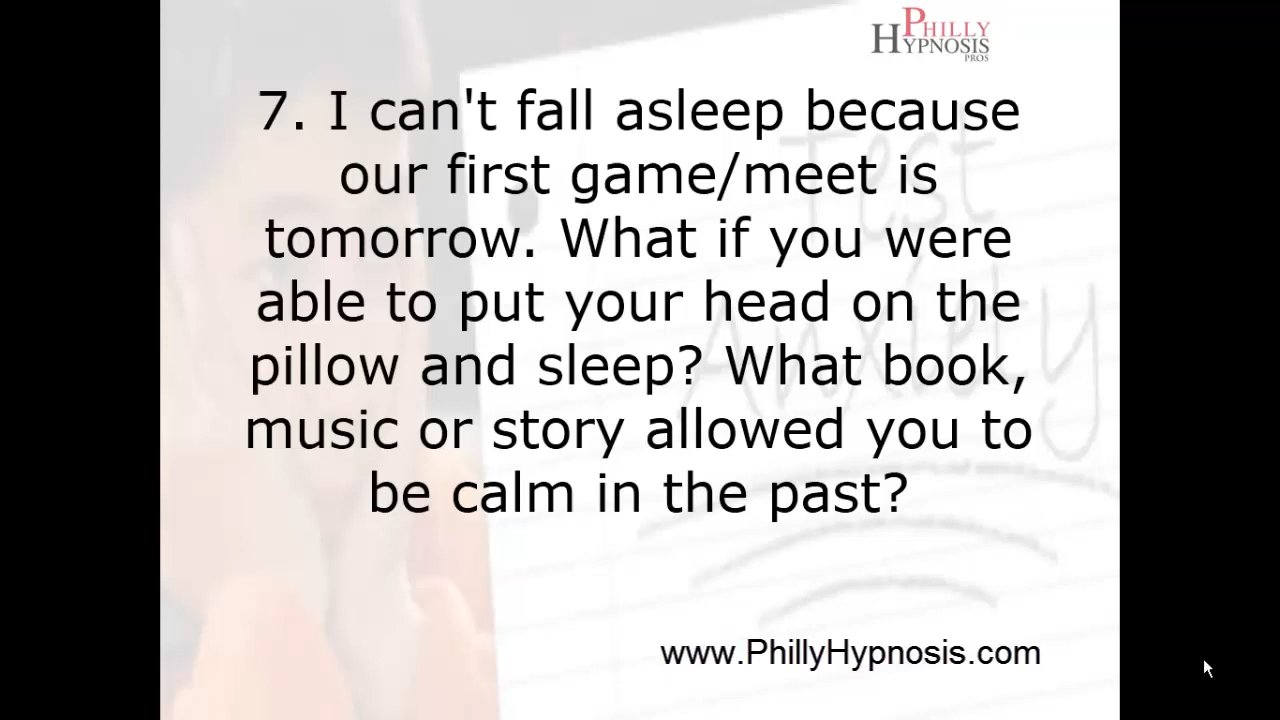 PHILLY
HYPNOSIS
PROS
7. I can't fall asleep because
our first game/meet is
tomorrow. What if you were
able to put your head on the
pillow and sleep? What book,
music or story allowed you to
be calm in the past?
Test
Anxiety
www.PhillyHypnosis.com